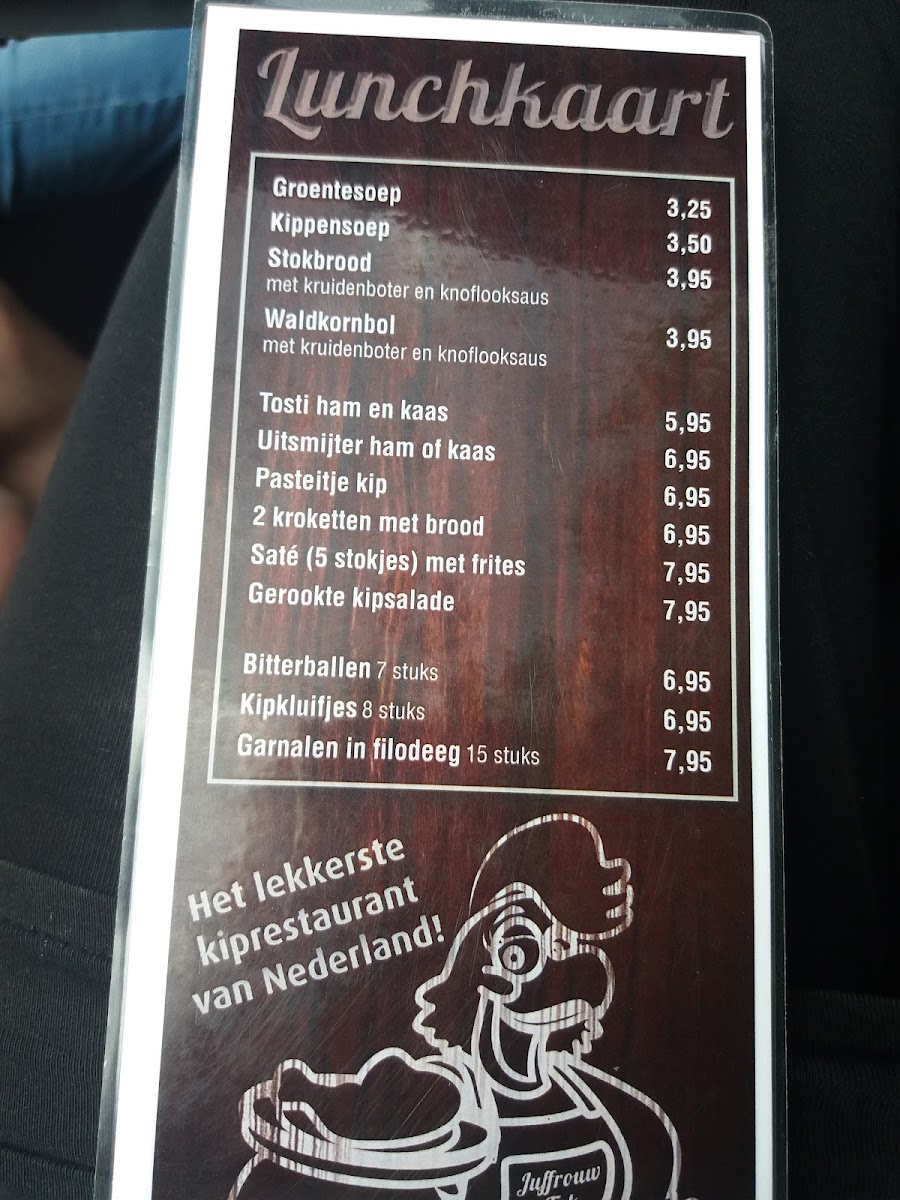 Lunchkaart
Groentesoep 3,25
Kippensoep 3,50
Stokbrood 3,95
met kruidenboter en knoflooksaus
Waldkornbol 3,95
met kruidenboter en knoflooksaus
Tosti ham en kaas 5,95
Uitsmijter ham of kaas 6,95
Pasteitje kip 6,95
2 kroketten met brood 6,95
Saté (5 stokjes) met frites 7,95
Gerookte kipsalade 7,95
Bitterballen 7 stuks 6,95
Kipkluifjes 8 stuks 6,95
Garnalen in filodeeg 15 stuks 7,95
Het lekkerste
kiprestaurant
van Nederland!
Juffrouw